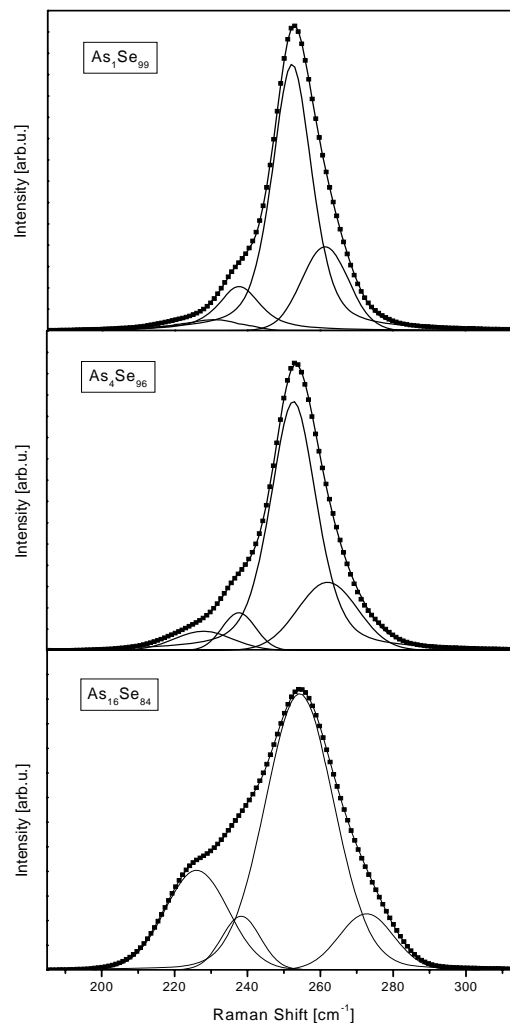 As₁Se₉₉
Intensity [arb.u.]
As₄Se₉₆
Intensity [arb.u.]
As₁₆Se₈₄
Intensity [arb.u.]
200 220 240 260 280 300
Raman Shift [cm⁻¹]